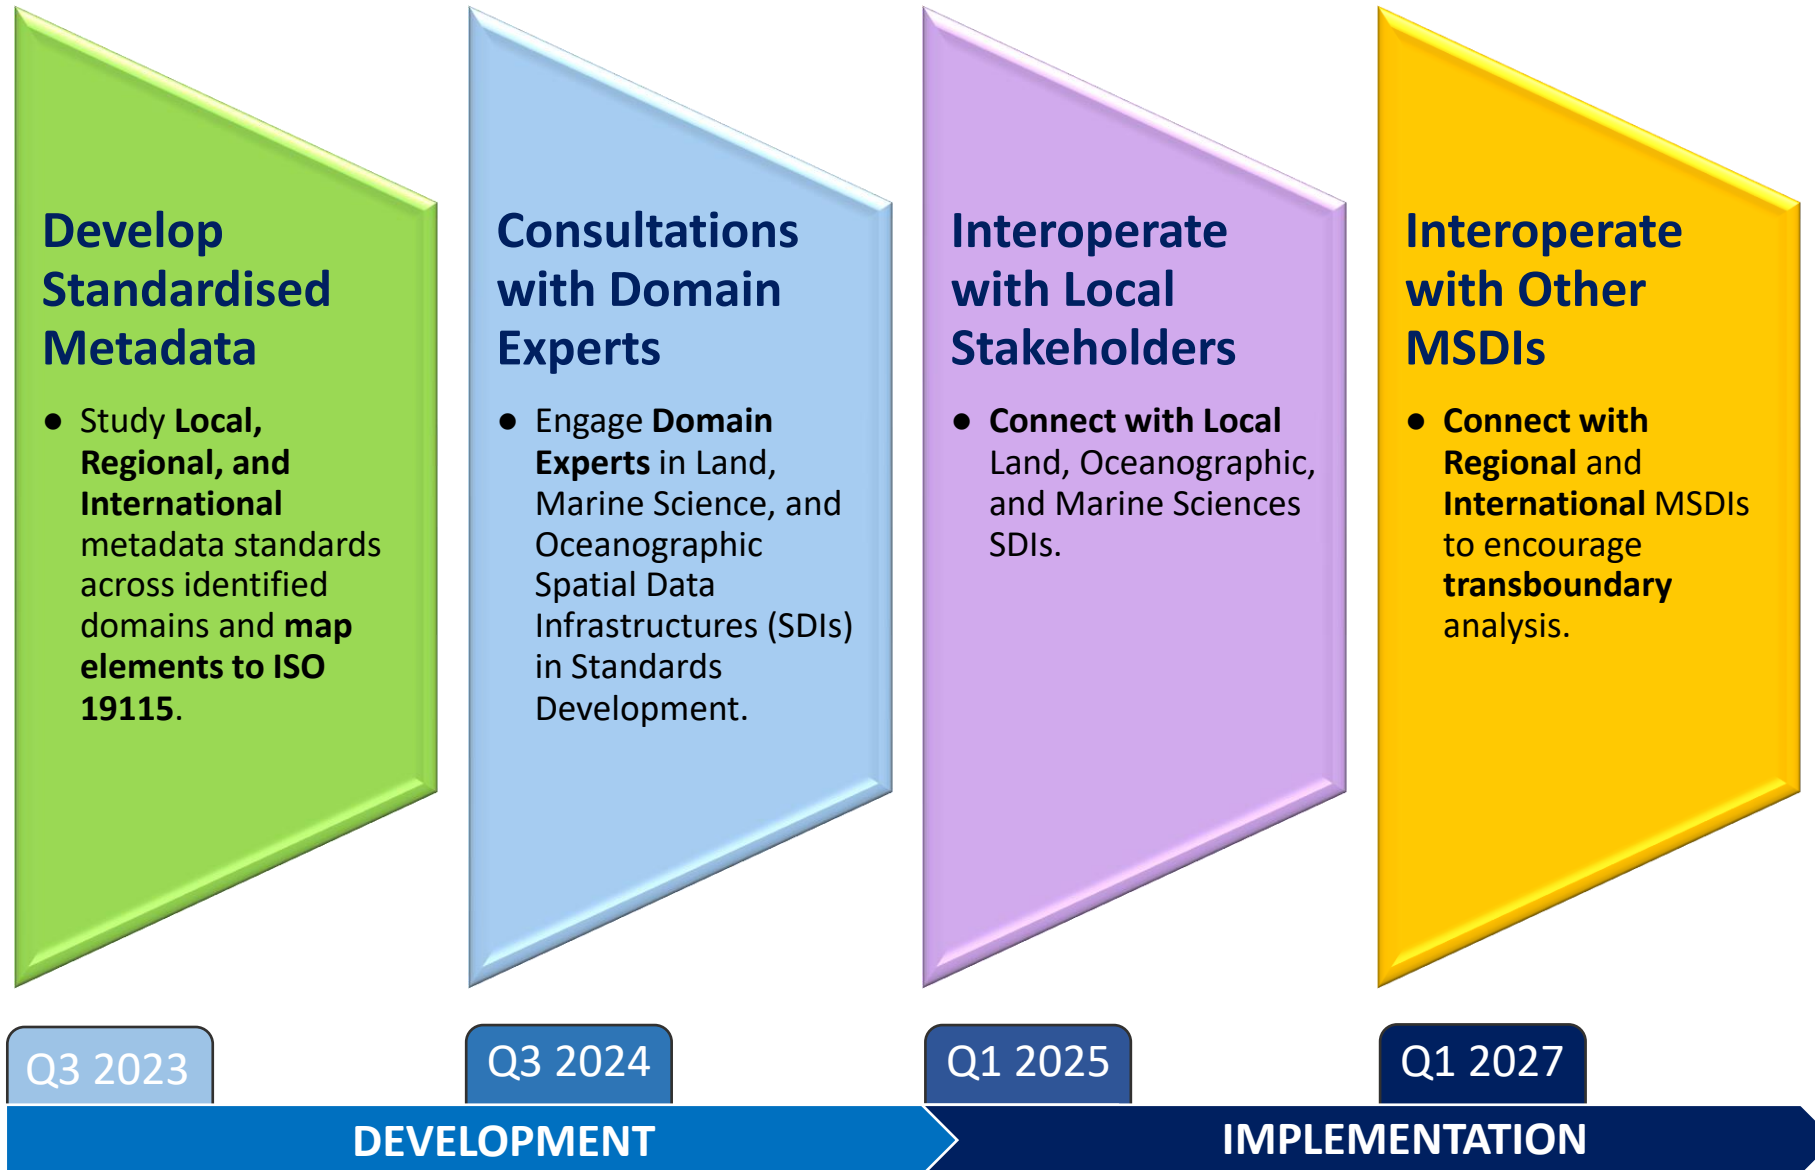 Develop
Standardised
Metadata
● Study Local,
Regional, and
International
metadata standards
across identified
domains and map
elements to ISO
19115.
Consultations
with Domain
Experts
● Engage Domain
Experts in Land,
Marine Science, and
Oceanographic
Spatial Data
Infrastructures (SDIs)
in Standards
Development.
Interoperate
with Local
Stakeholders
● Connect with Local
Land, Oceanographic,
and Marine Sciences
SDIs.
Interoperate
with Other
MSDIs
● Connect with
Regional and
International MSDIs
to encourage
transboundary
analysis.
Q3 2023
Q3 2024
Q1 2025
Q1 2027
DEVELOPMENT
IMPLEMENTATION